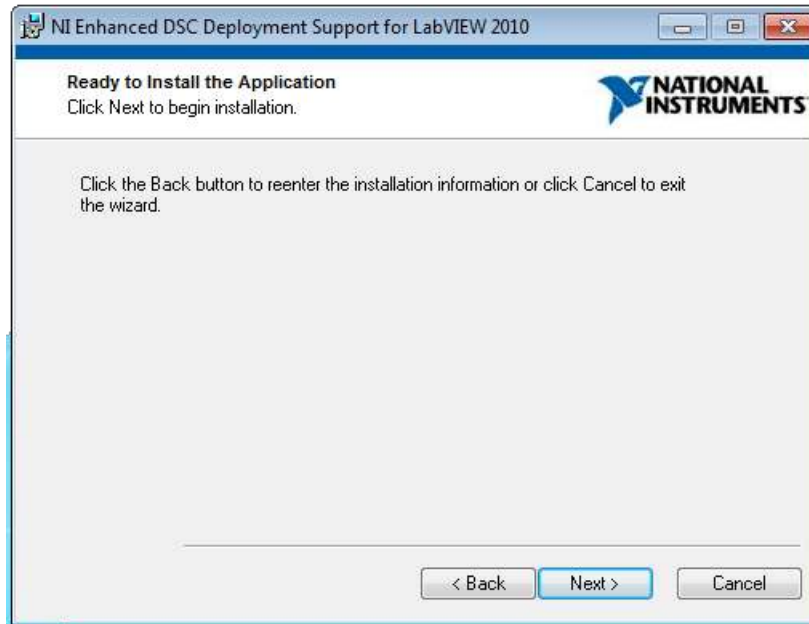 NI Enhanced DSC Deployment Support for LabVIEW 2010
Ready to Install the Application
Click Next to begin installation.
NATIONAL
INSTRUMENTS
Click the Back button to reenter the installation information or click Cancel to exit
the wizard.
< Back
Next >
Cancel